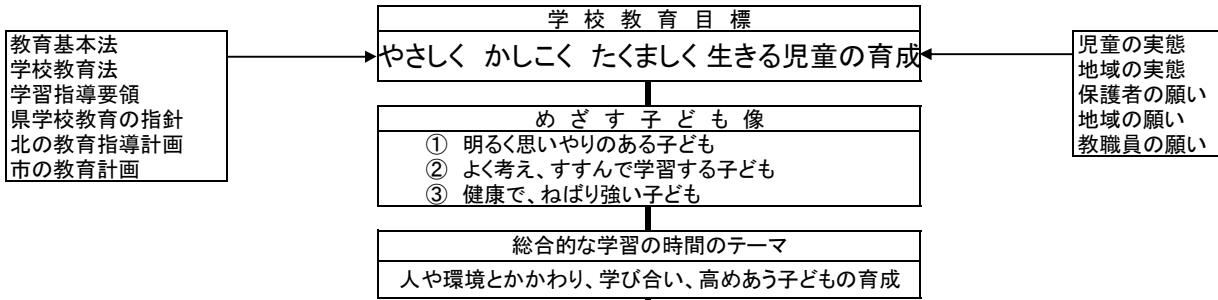 学校教育目標
やさしく かしこく たくましく 生きる児童の育成
教育基本法
学校教育法
学習指導要領
県学校教育の指針
北の教育指導計画
市の教育計画
児童の実態
地域の実態
保護者の願い
地域の願い
教職員の願い
めざす子ども像
① 明るく思いやりのある子ども
② よく考え、すすんで学習する子ども
③ 健康で、ねばり強い子ども
総合的な学習の時間のテーマ
人や環境とかかわり、学び合い、高めあう子どもの育成